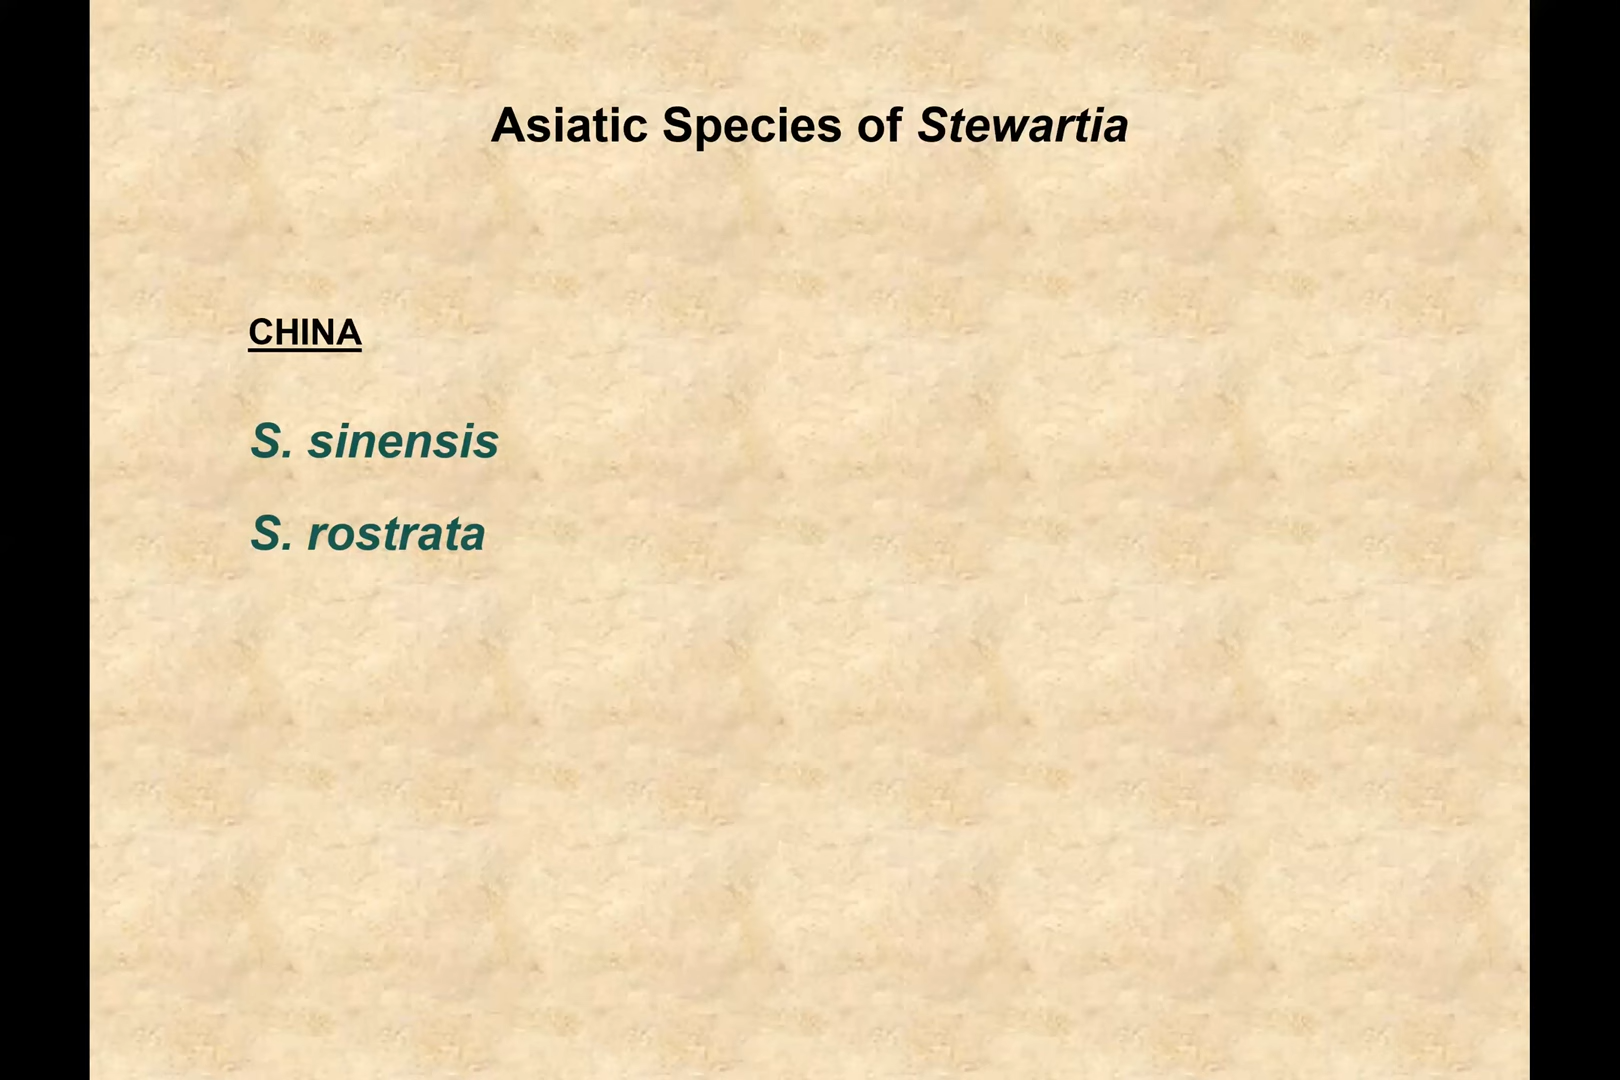 Asiatic Species of Stewartia
CHINA
S. sinensis
S. rostrata